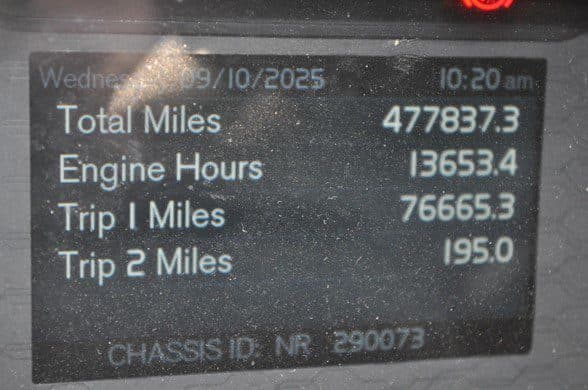 Wednesday 09/10/2025 10:20 am
Total Miles 477837.3
Engine Hours 13653.4
Trip 1 Miles 76665.3
Trip 2 Miles 195.0
CHASSIS ID: NR 290073